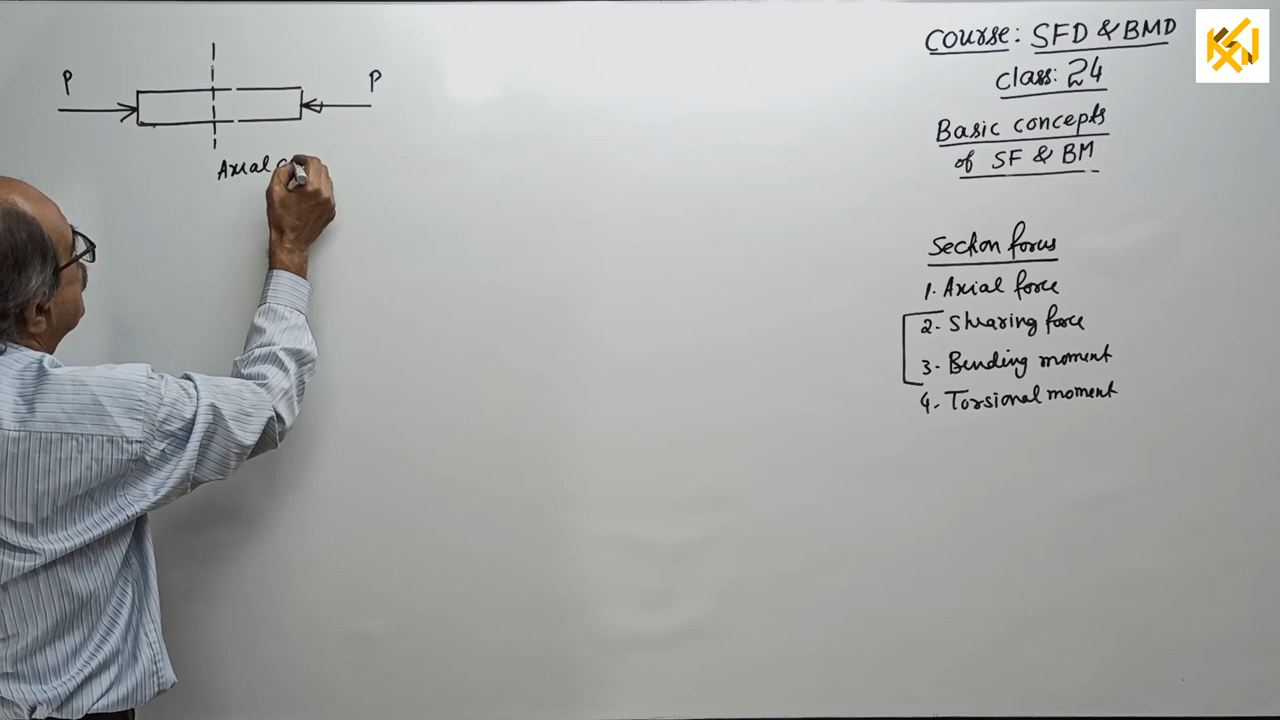 P
P
Axial
Course: SFD & BMD
Class: 24
Basic concepts
of SF & BM
Section forces
1. Axial force
2. Shearing force
3. Bending moment
4. Torsional moment